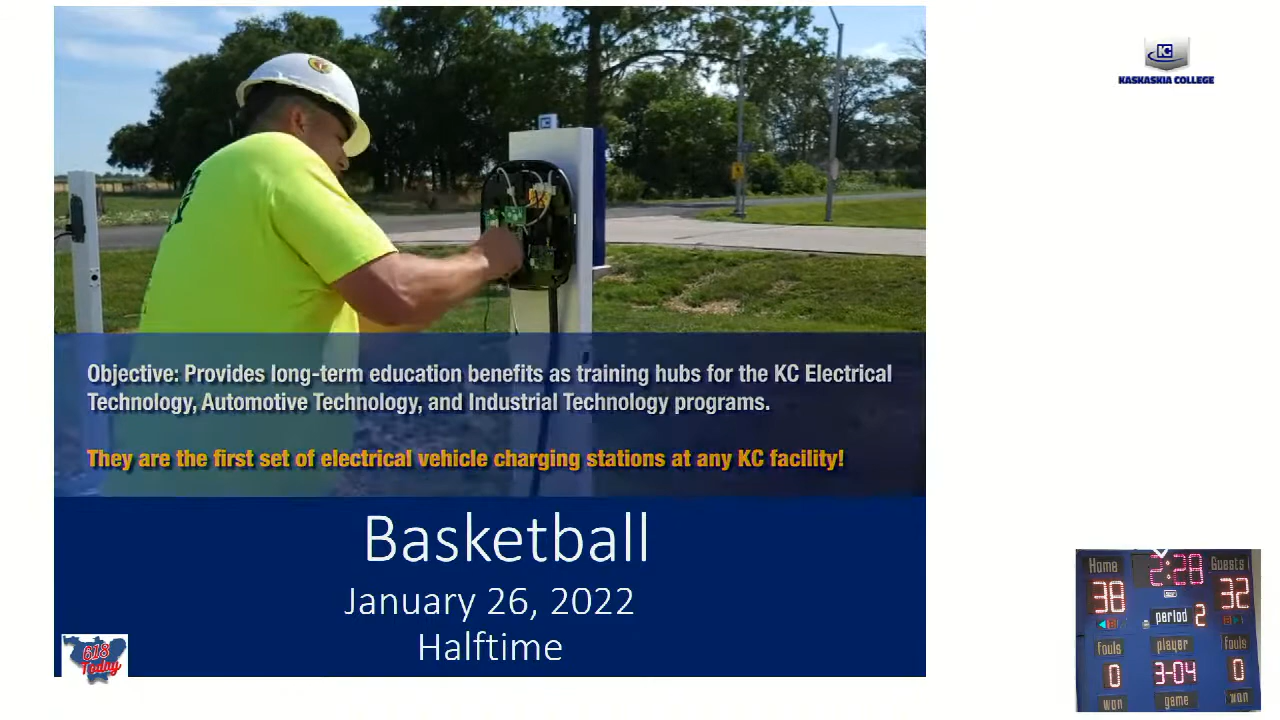 KC
KASKASKIA COLLEGE
Objective: Provides long-term education benefits as training hubs for the KC Electrical
Technology, Automotive Technology, and Industrial Technology programs.
They are the first set of electrical vehicle charging stations at any KC facility!
Basketball
January 26, 2022
Halftime
618
Today
Home
2:28
Guests
38
32
period 2
fouls
player
fouls
0
3-04
0
won
game
won